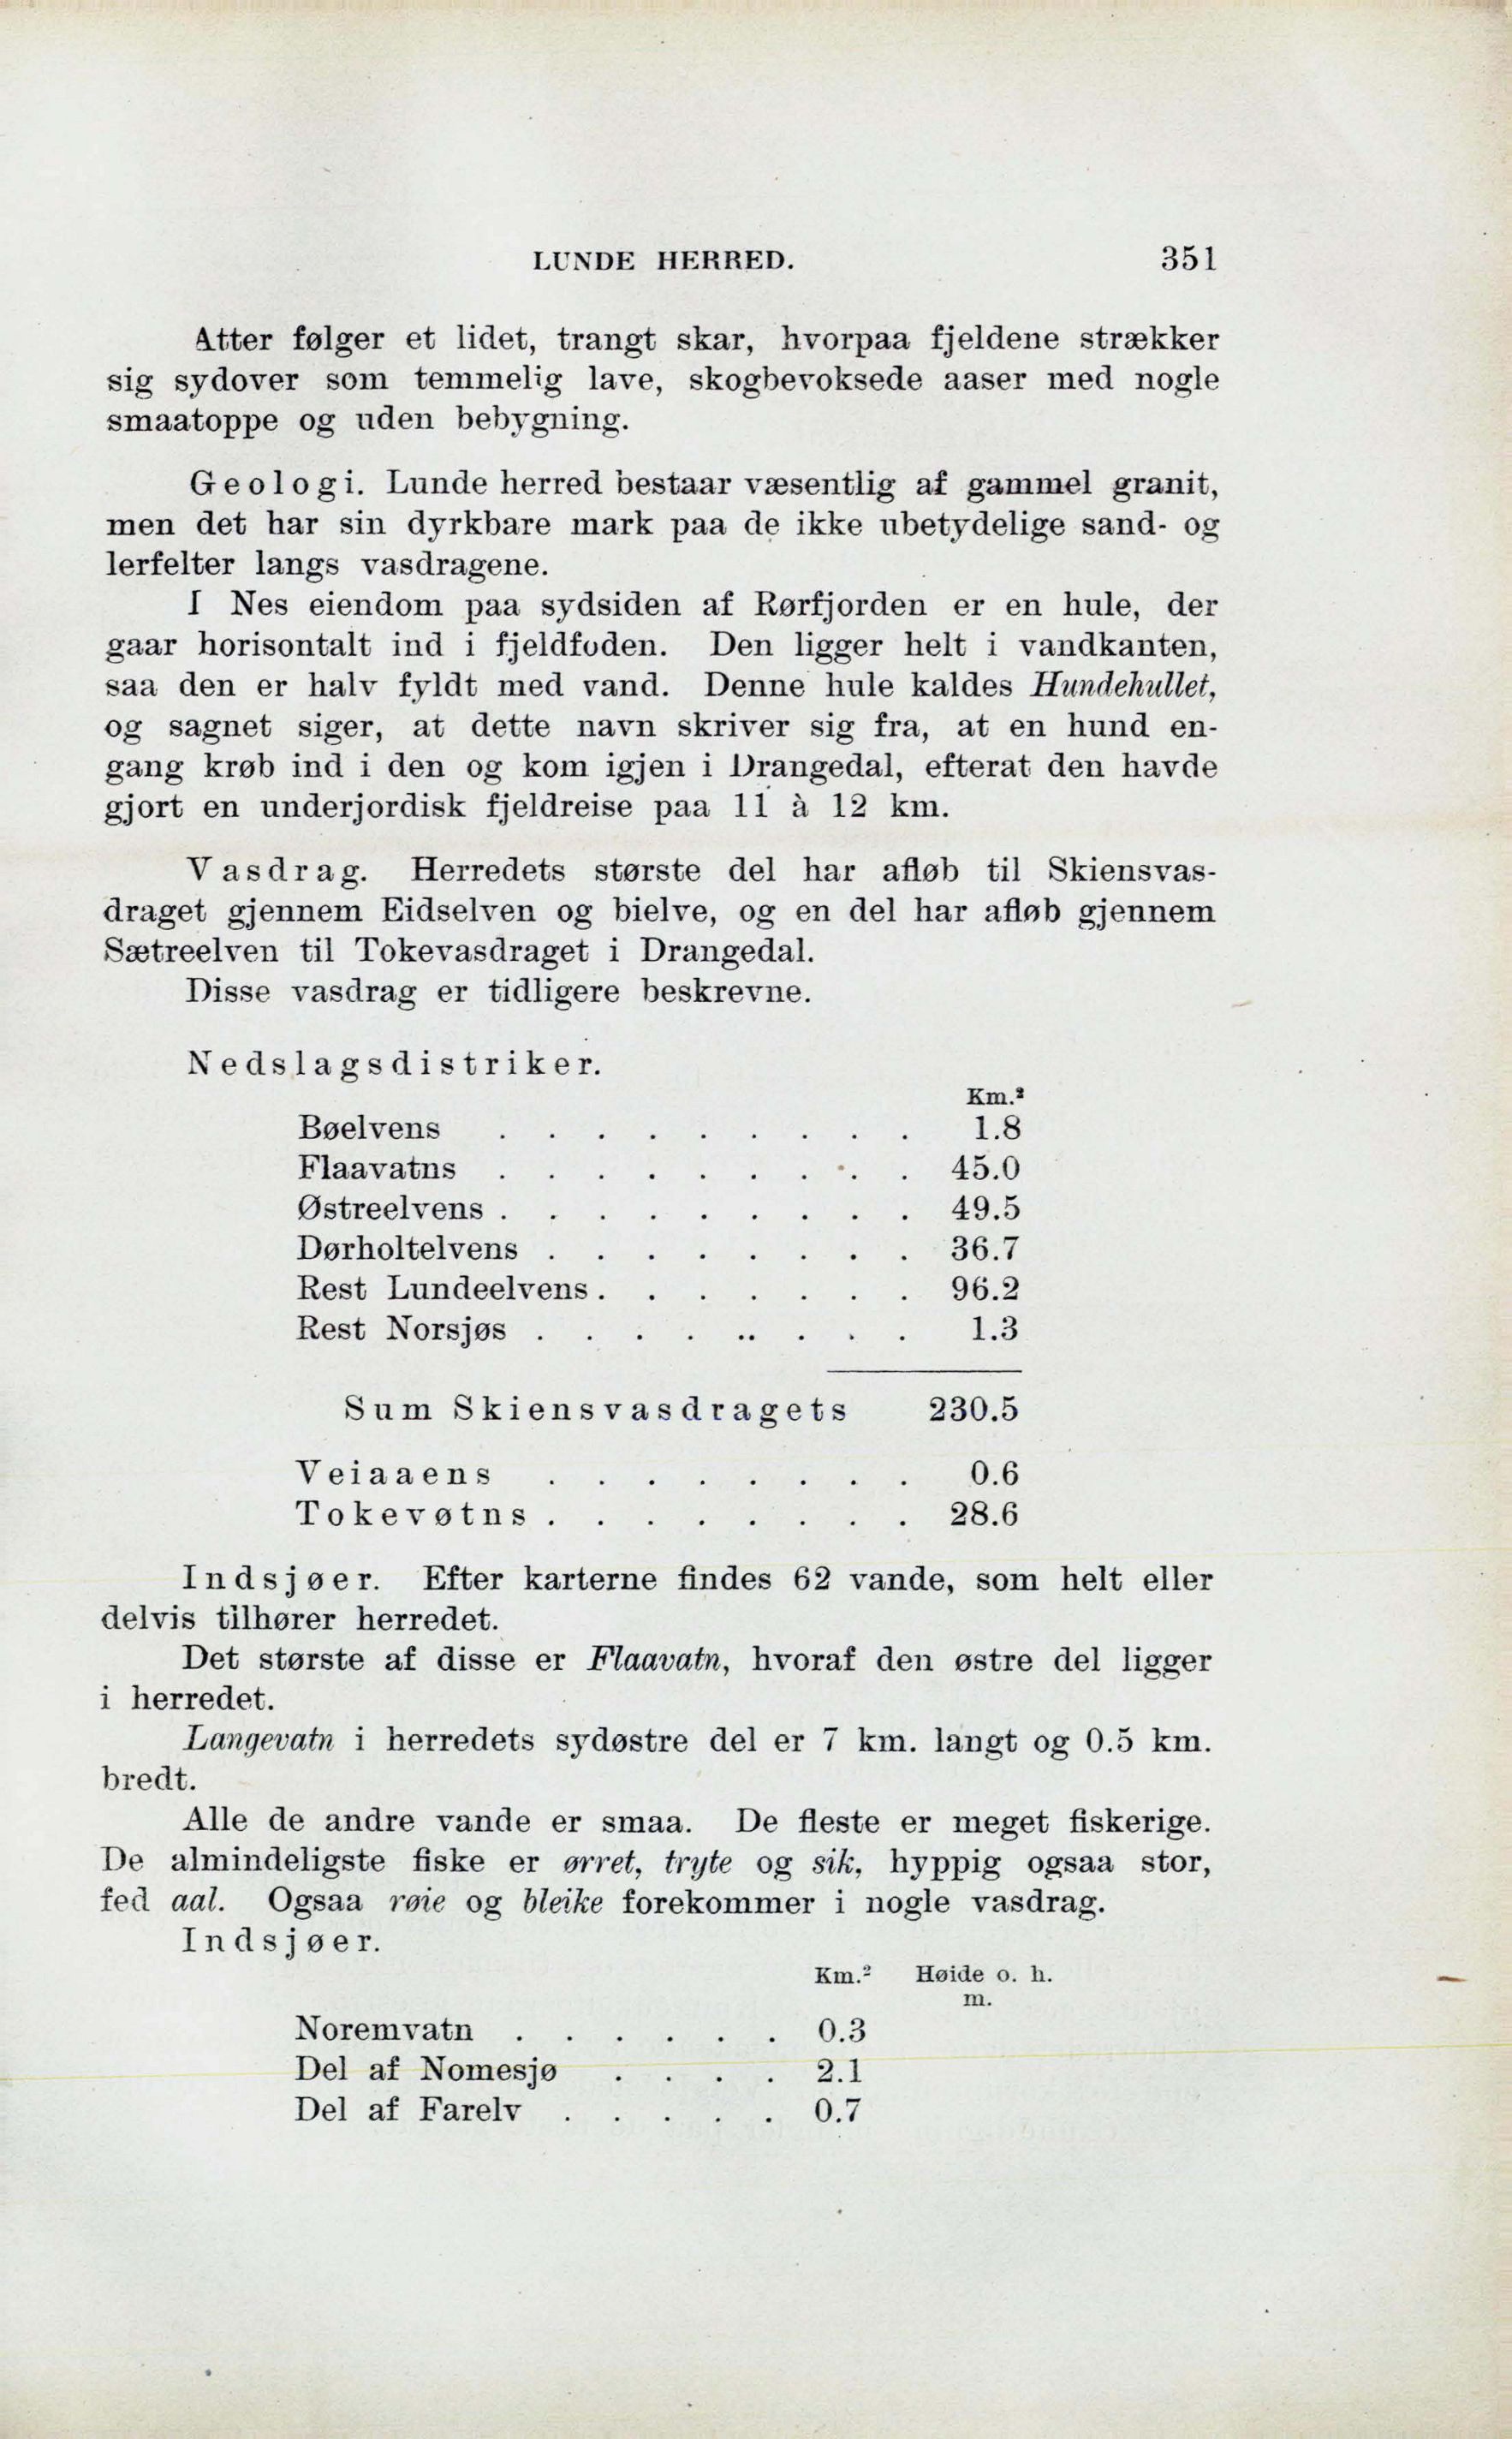 LUNDE HERRED. 351
Atter følger et lidet, trangt skar, hvorpaa fjeldene strækker
sig sydover som temmelig lave, skogbevoksede aaser med nogle
smaatoppe og uden bebygning.
Geologi. Lunde herred bestaar væsentlig af gammel granit,
men det har sin dyrkbare mark paa de ikke ubetydelige sand- og
lerfelter langs vasdragene.
I Nes eiendom paa sydsiden af Rørfjorden er en hule, der
gaar horisontalt ind i fjeldfoden. Den ligger helt i vandkanten,
saa den er halv fyldt med vand. Denne hule kaldes Hundehullet,
og sagnet siger, at dette navn skriver sig fra, at en hund en-
gang krøb ind i den og kom igjen i Drangedal, efterat den havde
gjort en underjordisk fjeldreise paa 11 à 12 km.
Vasdrag. Herredets største del har afløb til Skiensvas-
draget gjennem Eidselven og bielve, og en del har afløb gjennem
Sætreelven til Tokevasdraget i Drangedal.
Disse vasdrag er tidligere beskrevne.
Nedslagsdistriker.
Km.²
Bøelvens . . . . . . . . . 1.8
Flaavatns . . . . . . . . . 45.0
Østreelvens . . . . . . . . . 49.5
Dørholtelvens . . . . . . . . 36.7
Rest Lundeelvens . . . . . . . 96.2
Rest Norsjøs . . . . .. . . . 1.3
Sum Skiensvasdragets 230.5
Veiaaens . . . . . . . . 0.6
Tokevøtns . . . . . . . . 28.6
Indsjøer. Efter karterne findes 62 vande, som helt eller
delvis tilhører herredet.
Det største af disse er Flaavatn, hvoraf den østre del ligger
i herredet.
Langevatn i herredets sydøstre del er 7 km. langt og 0.5 km.
bredt.
Alle de andre vande er smaa. De fleste er meget fiskerige.
De almindeligste fiske er ørret, tryte og sik, hyppig ogsaa stor,
fed aal. Ogsaa røie og bleike forekommer i nogle vasdrag.
Indsjøer.
Km.² Høide o. h.
m.
Noremvatn . . . . . . 0.3
Del af Nomesjø . . . . 2.1
Del af Farelv . . . . . 0.7